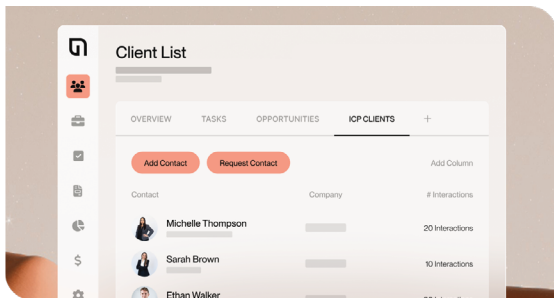 Client List
OVERVIEW TASKS OPPORTUNITIES ICP CLIENTS +
Add Contact Request Contact Add Column
Contact Company # Interactions
Michelle Thompson 20 Interactions
Sarah Brown 10 Interactions
Ethan Walker